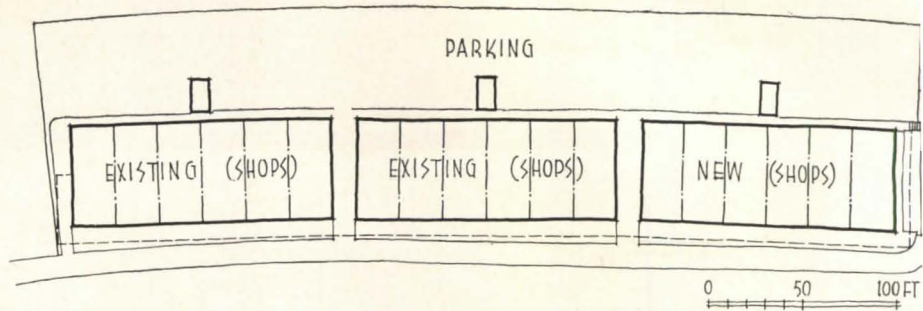 PARKING
EXISTING (SHOPS) EXISTING (SHOPS) NEW (SHOPS)
0 50 100 FT